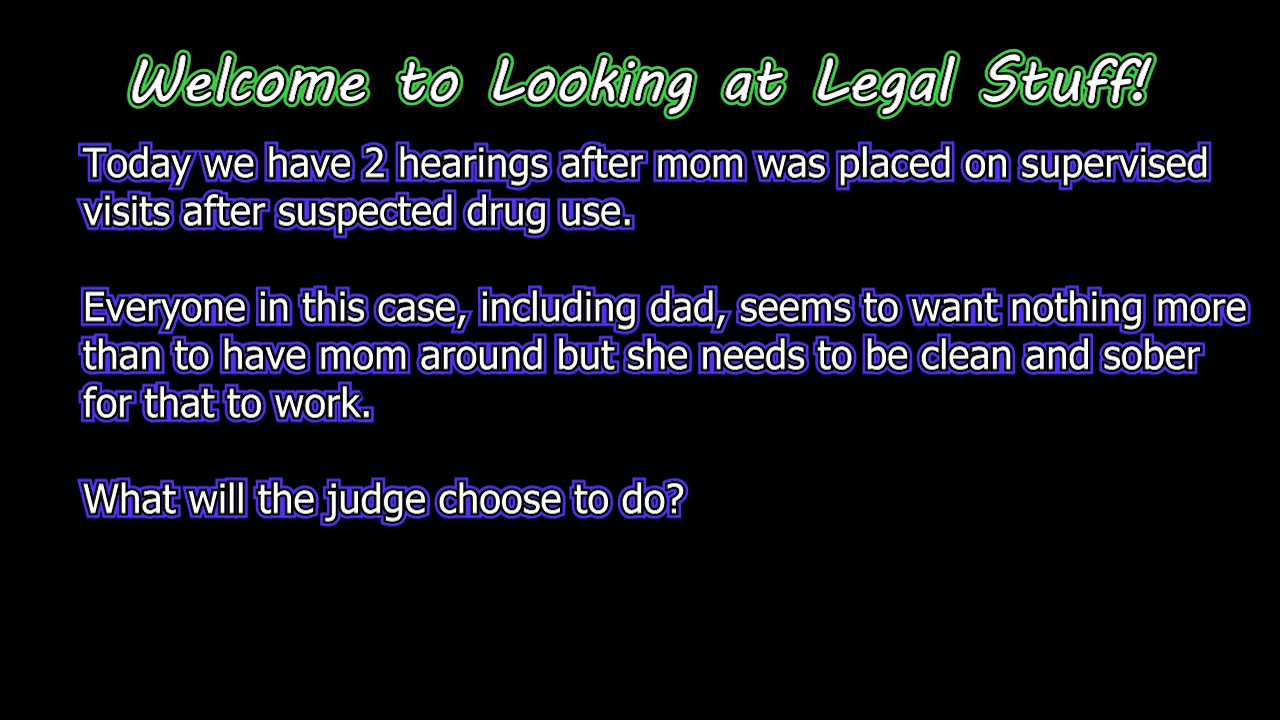 Welcome to Looking at Legal Stuff!
Today we have 2 hearings after mom was placed on supervised
visits after suspected drug use.
Everyone in this case, including dad, seems to want nothing more
than to have mom around but she needs to be clean and sober
for that to work.
What will the judge choose to do?